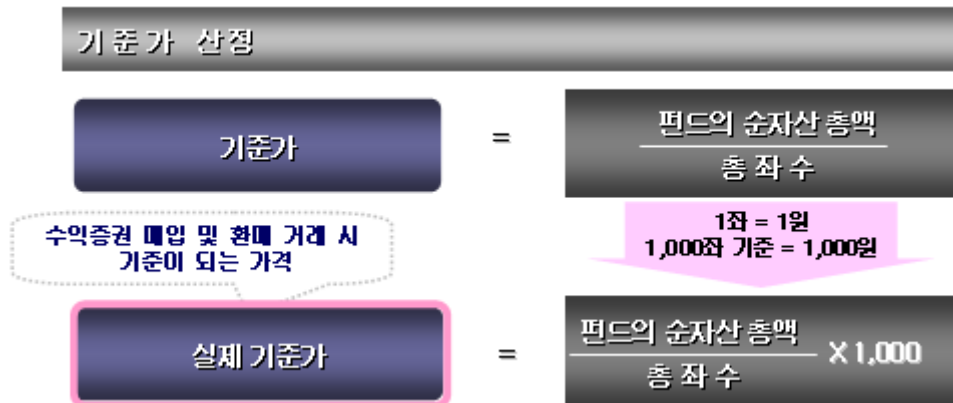 기준가 산정
기준가
=
펀드의 순자산 총액
총 좌 수
수익증권 매입 및 환매 거래 시
기준이 되는 가격
1좌 = 1원
1,000좌 기준 = 1,000원
실제 기준가
=
펀드의 순자산 총액
총 좌 수
X 1,000